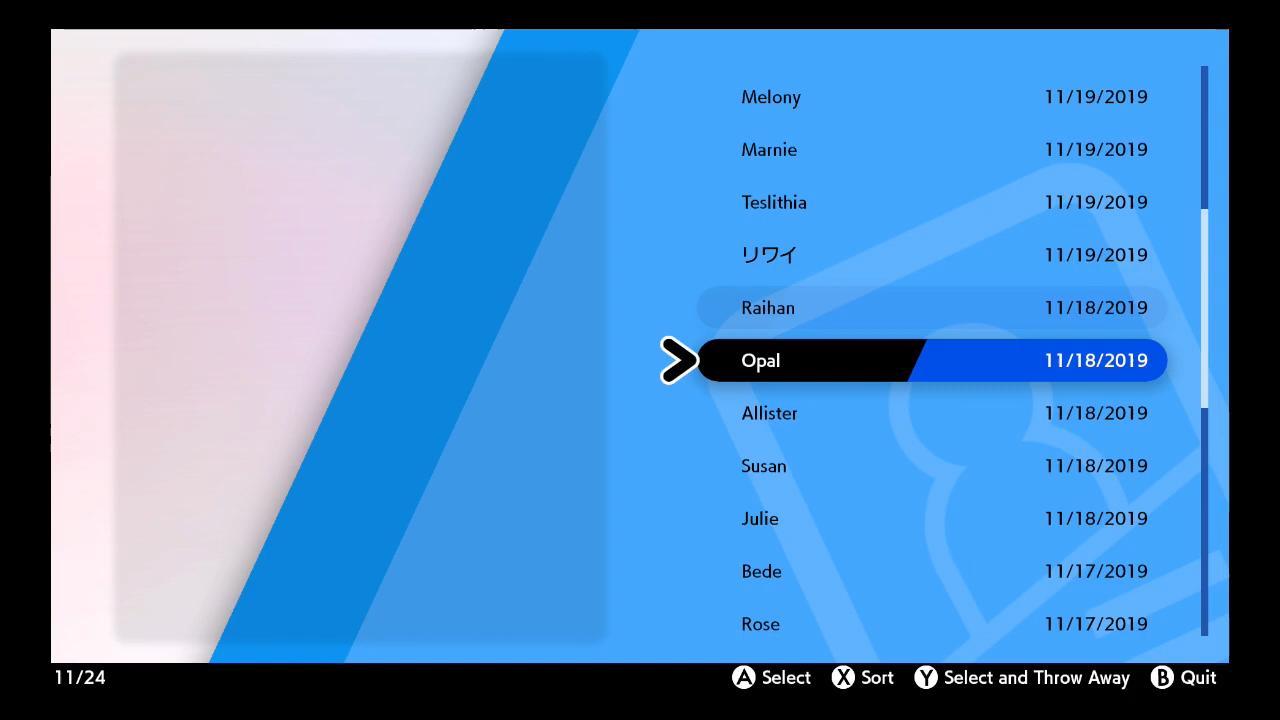 Melony 11/19/2019
Marnie 11/19/2019
Teslithia 11/19/2019
リワイ 11/19/2019
Raihan 11/18/2019
Opal 11/18/2019
Allister 11/18/2019
Susan 11/18/2019
Julie 11/18/2019
Bede 11/17/2019
Rose 11/17/2019
11/24 A Select X Sort Y Select and Throw Away B Quit